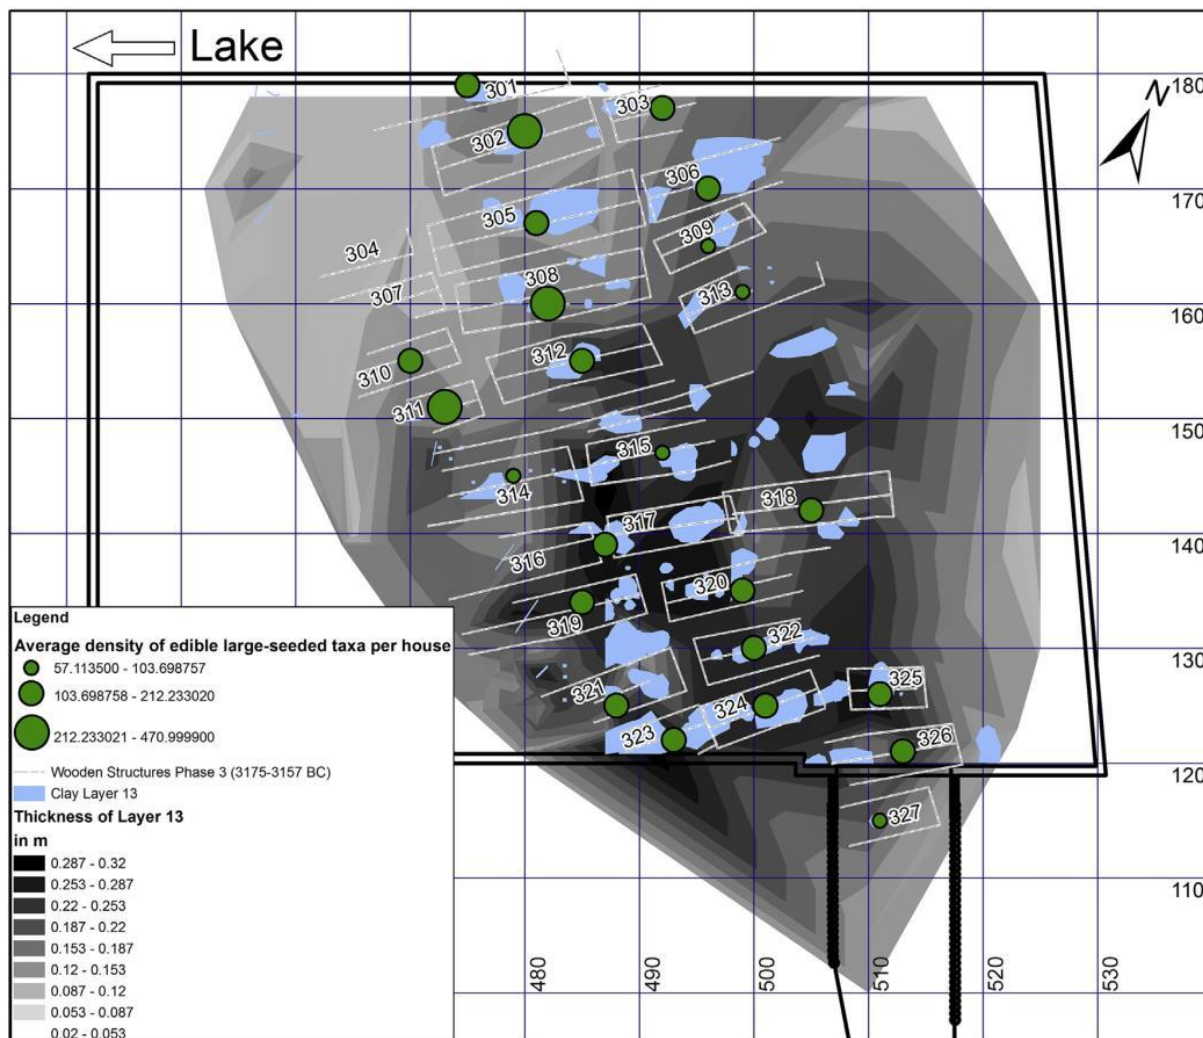 Lake
N
180
301
303
302
306
170
305
309
304
308
313
307
160
312
310
311
150
315
314
318
317
140
316
320
319
322
130
321
325
324
323
326
120
327
110
480
490
500
510
520
530
Legend
Average density of edible large-seeded taxa per house
57.113500 - 103.698757
103.698758 - 212.233020
212.233021 - 470.999900
Wooden Structures Phase 3 (3175-3157 BC)
Clay Layer 13
Thickness of Layer 13
in m
0.287 - 0.32
0.253 - 0.287
0.22 - 0.253
0.187 - 0.22
0.153 - 0.187
0.12 - 0.153
0.087 - 0.12
0.053 - 0.087
0.02 - 0.053